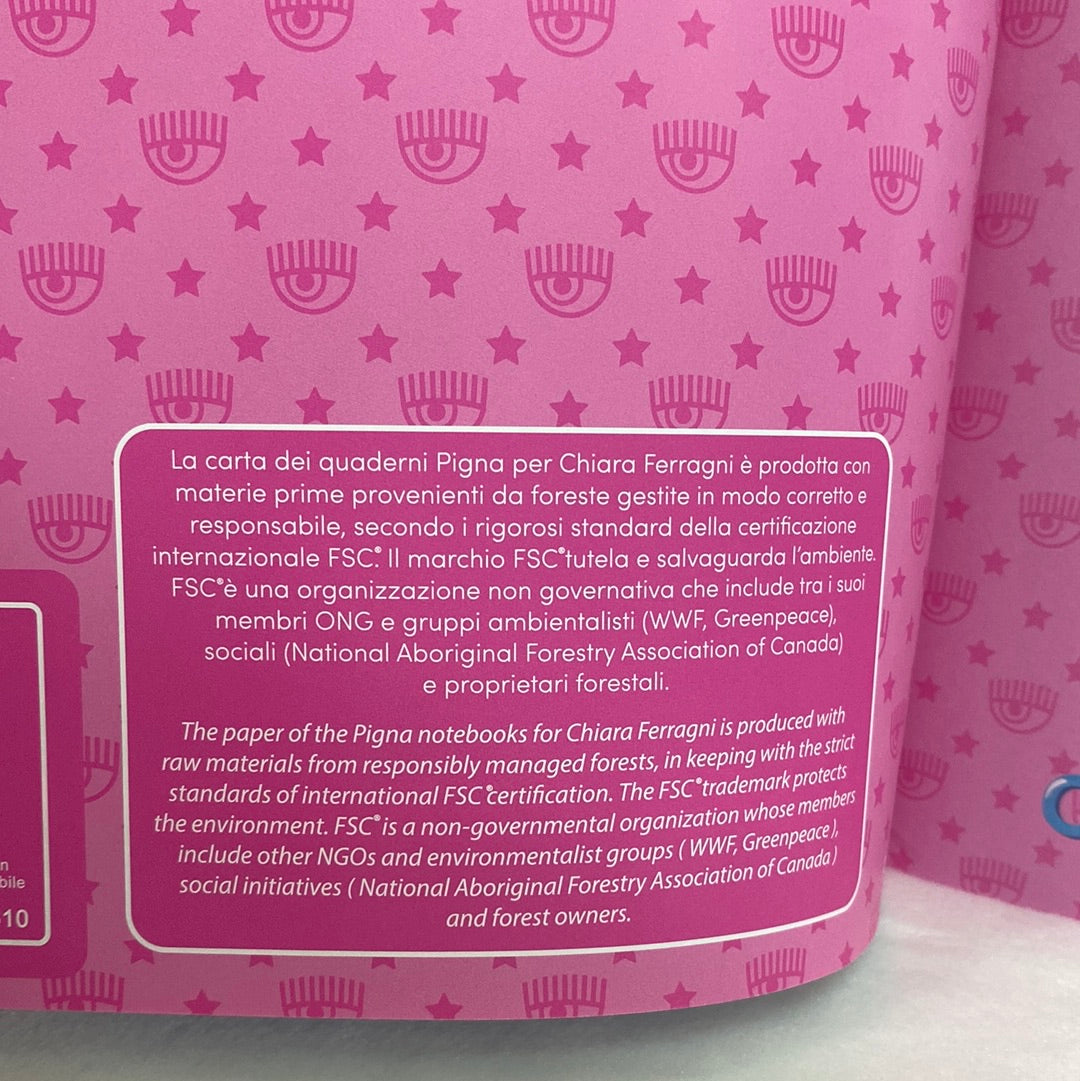 La carta dei quaderni Pigna per Chiara Ferragni è prodotta con
materie prime provenienti da foreste gestite in modo corretto e
responsabile, secondo i rigorosi standard della certificazione
internazionale FSC®. Il marchio FSC® tutela e salvaguarda l'ambiente.
FSC® è una organizzazione non governativa che include tra i suoi
membri ONG e gruppi ambientalisti (WWF, Greenpeace),
sociali (National Aboriginal Forestry Association of Canada)
e proprietari forestali.
The paper of the Pigna notebooks for Chiara Ferragni is produced with
raw materials from responsibly managed forests, in keeping with the strict
standards of international FSC® certification. The FSC® trademark protects
the environment. FSC® is a non-governmental organization whose members
include other NGOs and environmentalist groups ( WWF, Greenpeace ),
social initiatives ( National Aboriginal Forestry Association of Canada )
and forest owners.
bile
10